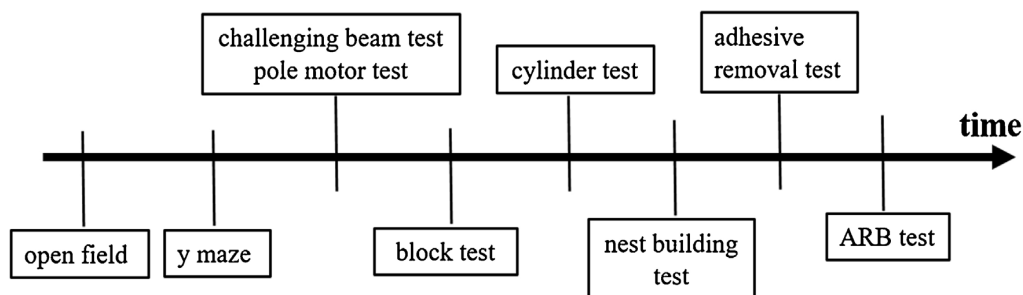 challenging beam test
pole motor test
cylinder test
adhesive
removal test
time
open field
y maze
block test
nest building
test
ARB test